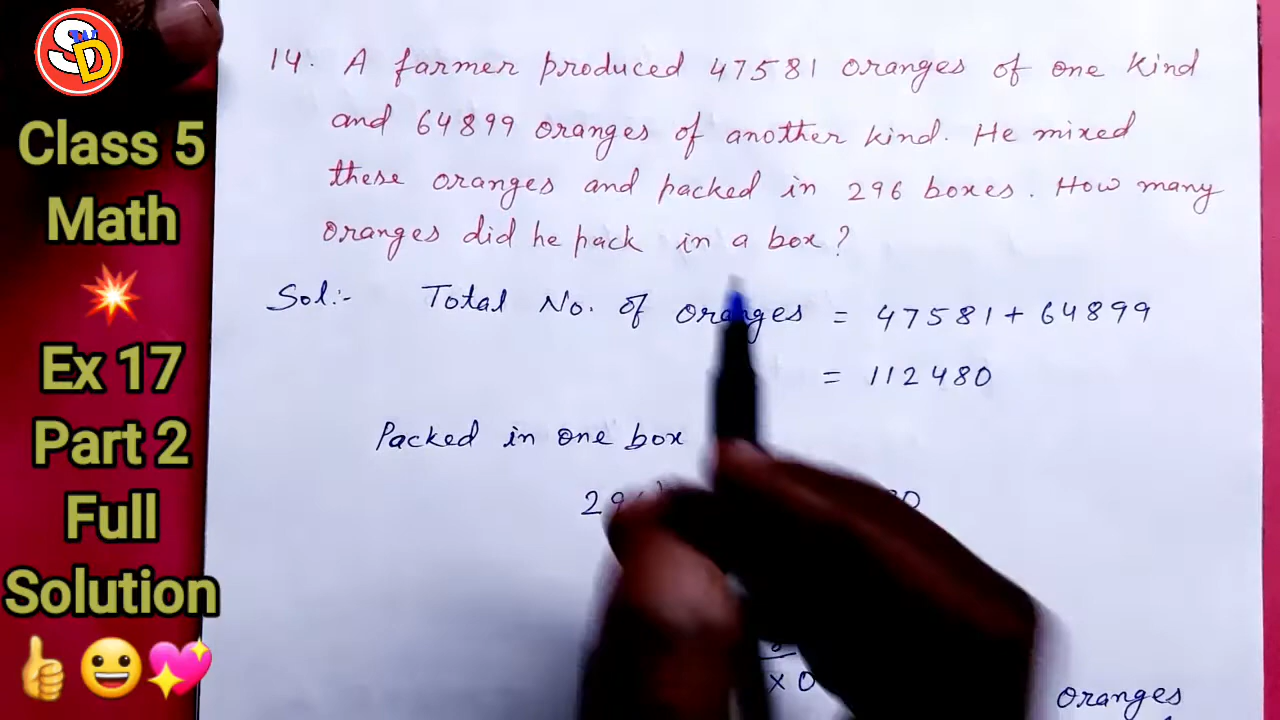 SD
Class 5
Math
Ex 17
Part 2
Full
Solution
14. A farmer produced 47581 oranges of one kind
and 64899 oranges of another kind. He mixed
these oranges and packed in 296 boxes. How many
oranges did he pack in a box?
Sol:- Total No. of oranges = 47581 + 64899
= 112480
Packed in one box
x 0
oranges